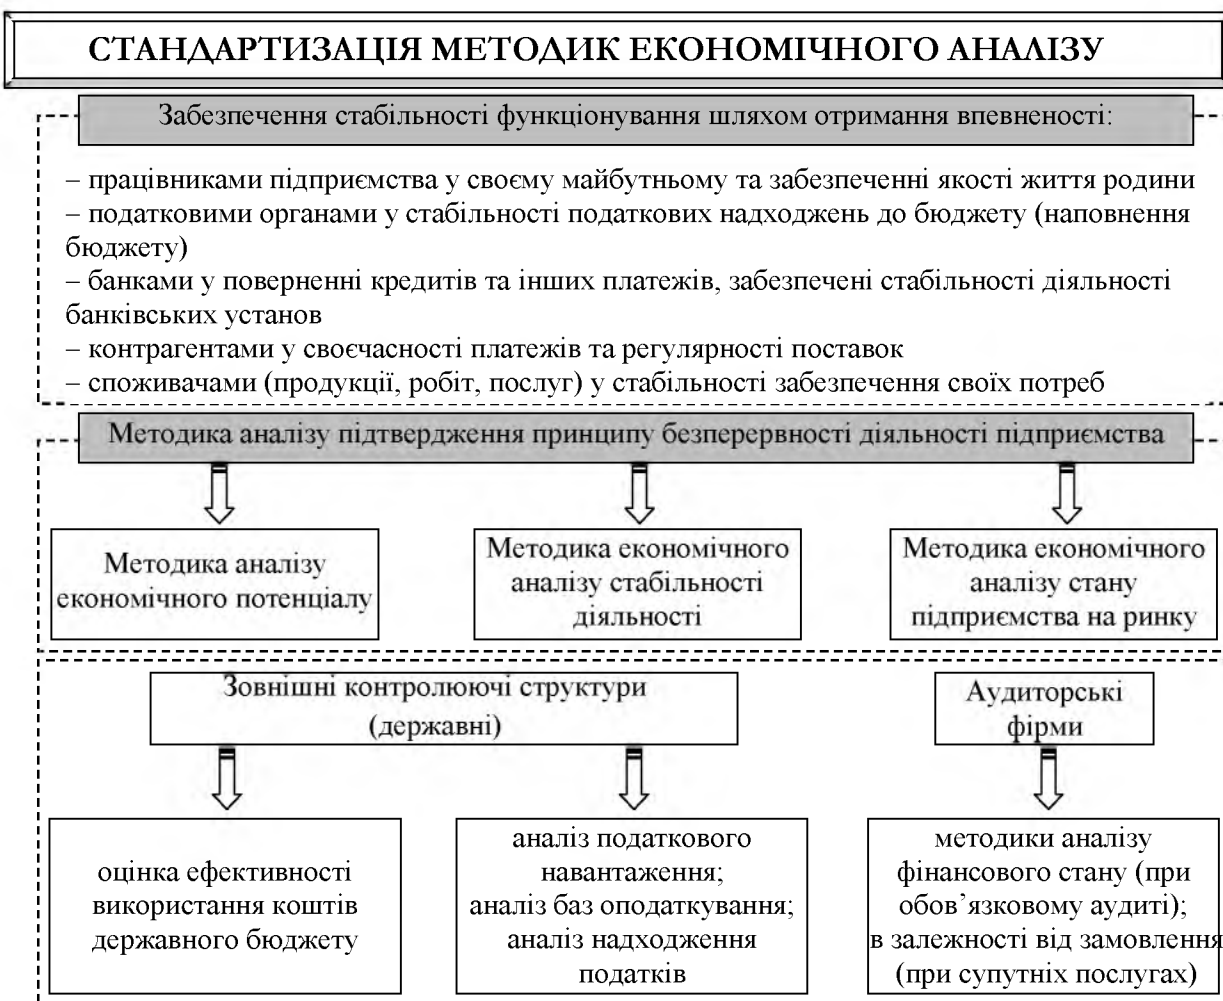 СТАНДАРТИЗАЦІЯ МЕТОДИК ЕКОНОМІЧНОГО АНАЛІЗУ
Забезпечення стабільності функціонування шляхом отримання впевненості:
– працівниками підприємства у своєму майбутньому та забезпеченні якості життя родини
– податковими органами у стабільності податкових надходжень до бюджету (наповнення
бюджету)
– банками у поверненні кредитів та інших платежів, забезпечені стабільності діяльності
банківських установ
– контрагентами у своєчасності платежів та регулярності поставок
– споживачами (продукції, робіт, послуг) у стабільності забезпечення своїх потреб
Методика аналізу підтвердження принципу безперервності діяльності підприємства
Методика аналізу
економічного потенціалу
Методика економічного
аналізу стабільності
діяльності
Методика економічного
аналізу стану
підприємства на ринку
Зовнішні контролюючі структури
(державні)
Аудиторські
фірми
оцінка ефективності
використання коштів
державного бюджету
аналіз податкового
навантаження;
аналіз баз оподаткування;
аналіз надходження
податків
методики аналізу
фінансового стану (при
обов’язковому аудиті);
в залежності від замовлення
(при супутніх послугах)